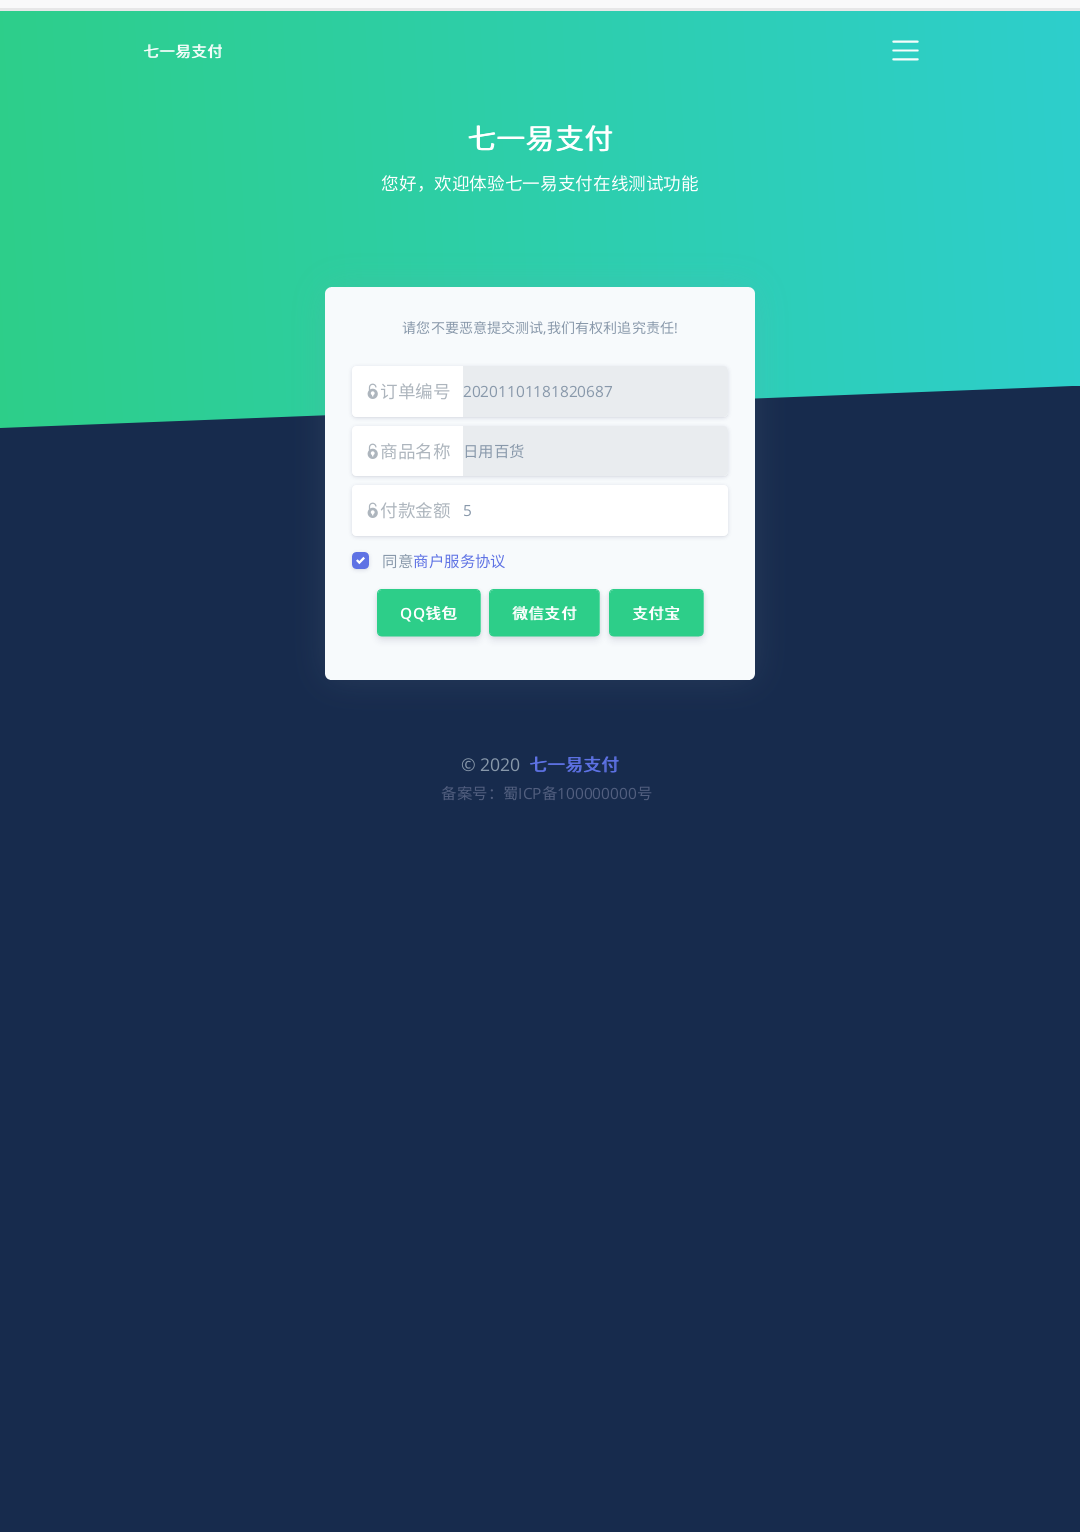 七一易支付
七一易支付
您好，欢迎体验七一易支付在线测试功能
请您不要恶意提交测试,我们有权利追究责任!
订单编号 20201101181820687
商品名称 日用百货
付款金额 5
同意商户服务协议
QQ钱包 微信支付 支付宝
© 2020 七一易支付
备案号：蜀ICP备100000000号